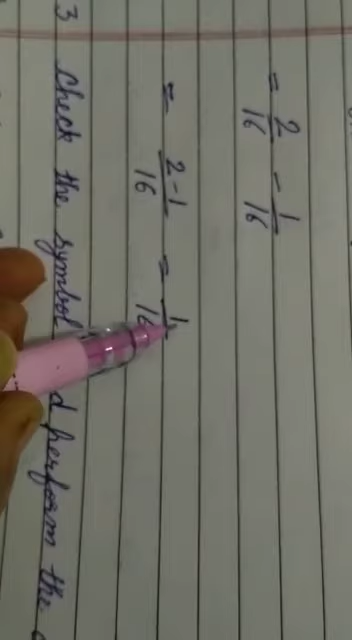 = 2/16 - 1/16
= 2-1/16 = 1/16
3 Check the symbol d perform the